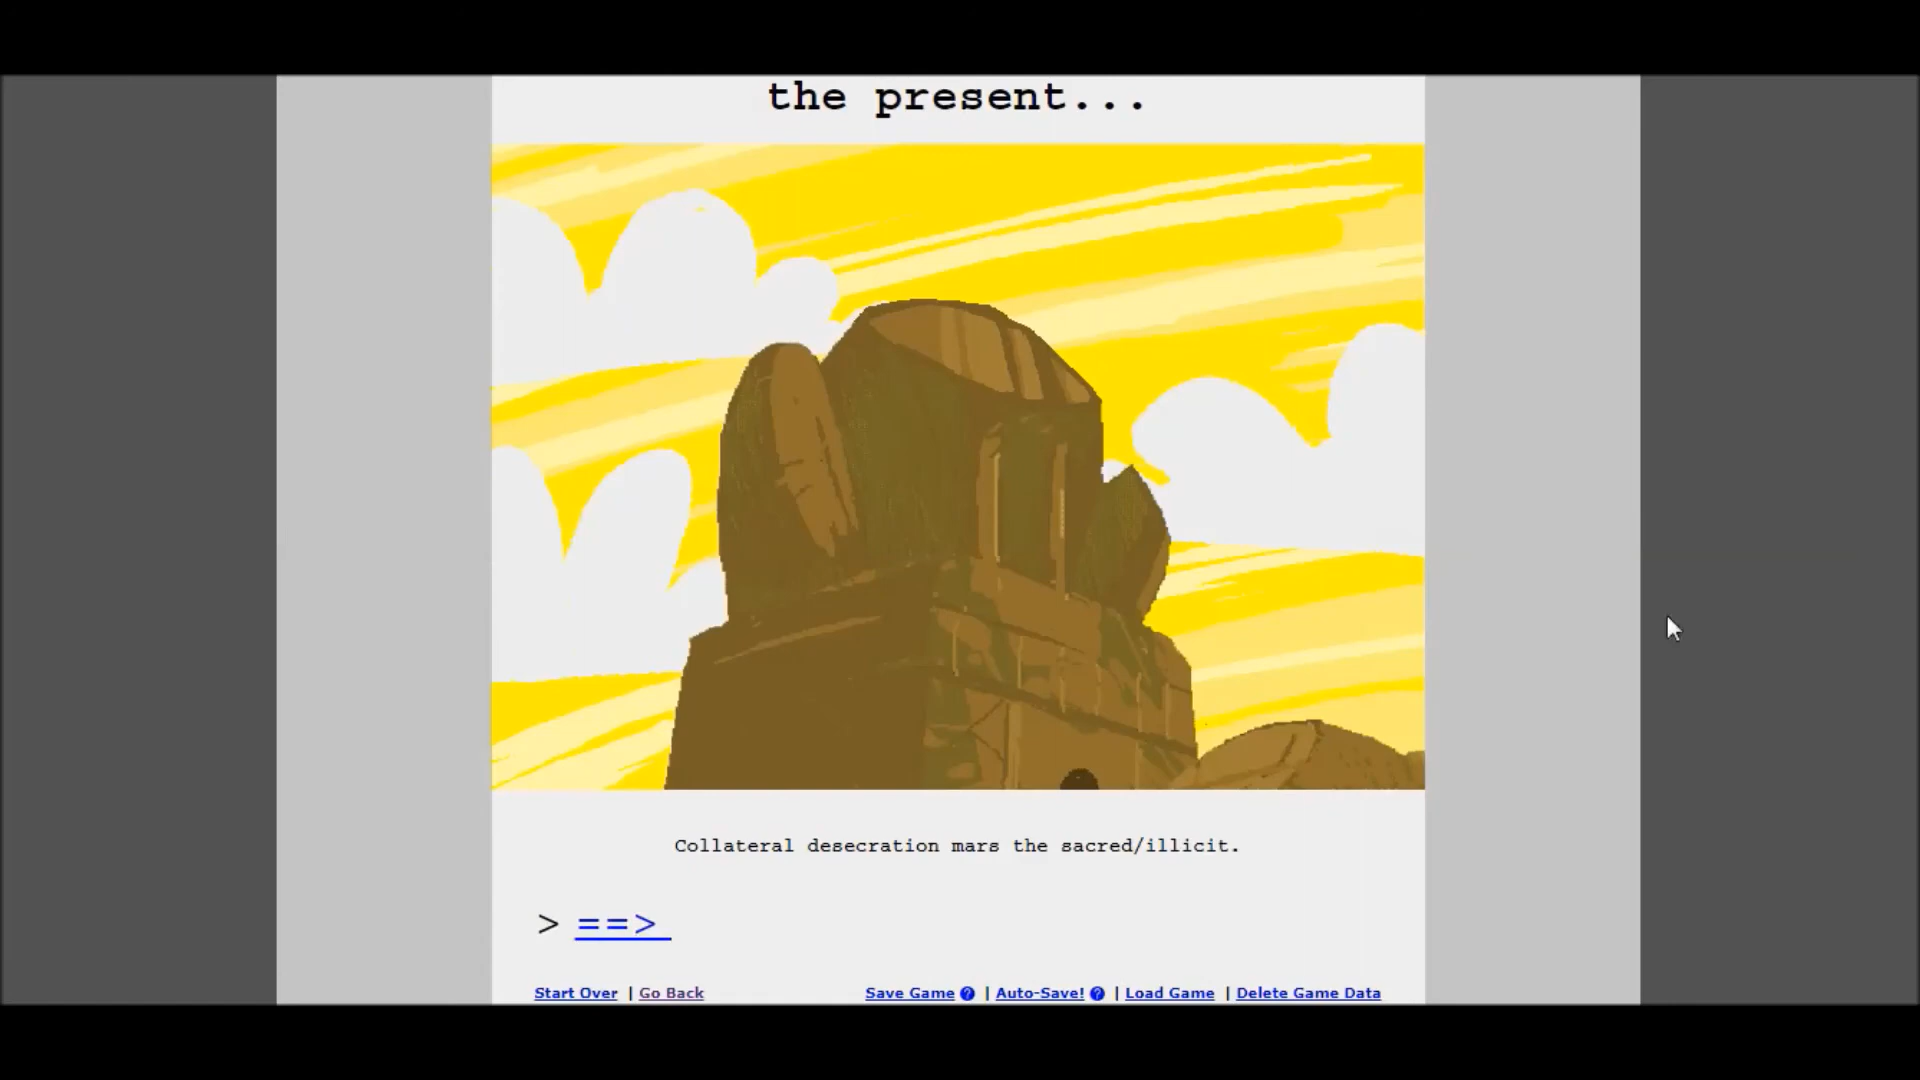 the present...
Collateral desecration mars the sacred/illicit.
> ==>
Start Over | Go Back Save Game ? | Auto-Save! ? | Load Game | Delete Game Data